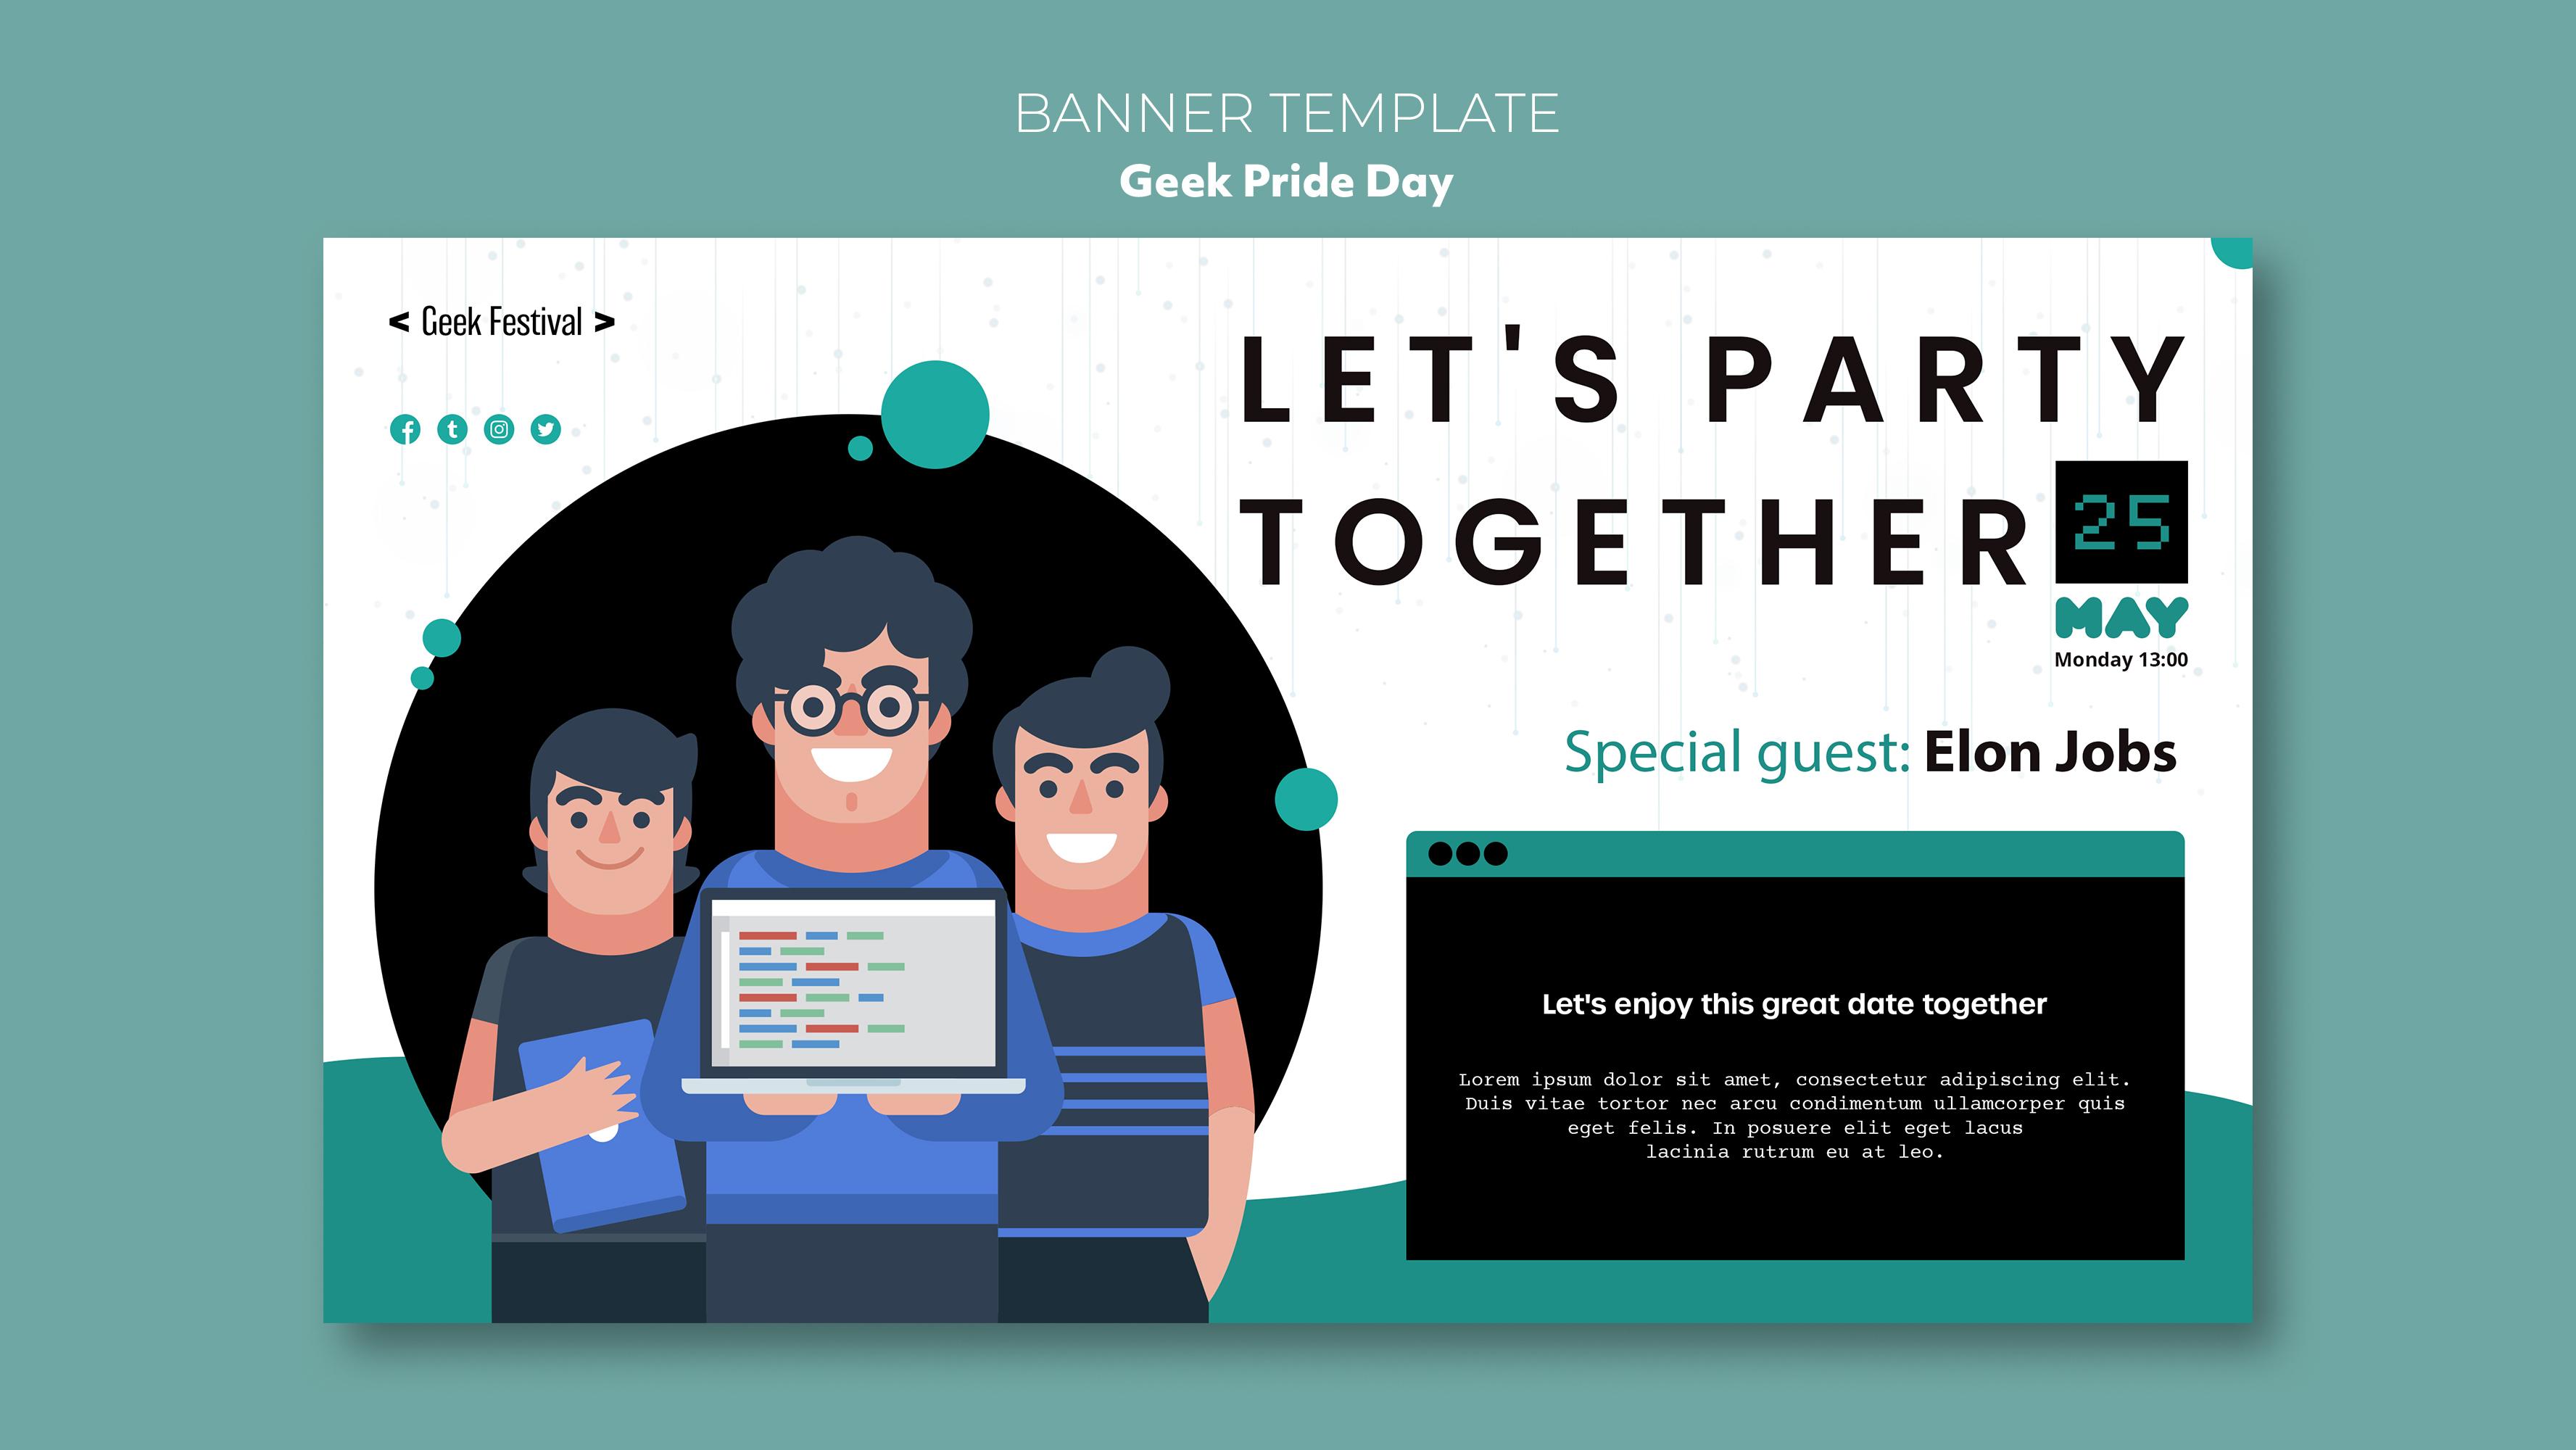 BANNER TEMPLATE
Geek Pride Day
< Geek Festival >
LET'S PARTY
TOGETHER
25
MAY
Monday 13:00
Special guest: Elon Jobs
Let's enjoy this great date together
Lorem ipsum dolor sit amet, consectetur adipiscing elit.
Duis vitae tortor nec arcu condimentum ullamcorper quis
eget felis. In posuere elit eget lacus
lacinia rutrum eu at leo.